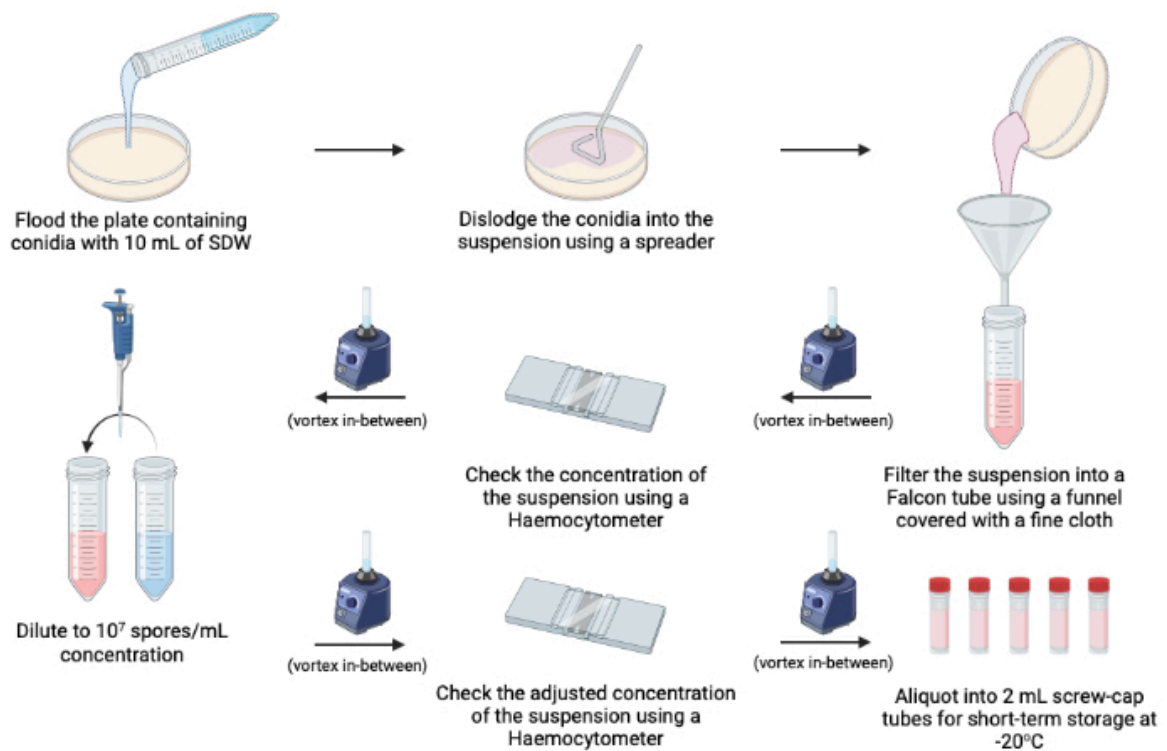 Flood the plate containing
conidia with 10 mL of SDW
Dislodge the conidia into the
suspension using a spreader
Filter the suspension into a
Falcon tube using a funnel
covered with a fine cloth
(vortex in-between)
Check the concentration of
the suspension using a
Haemocytometer
(vortex in-between)
Dilute to 10⁷ spores/mL
concentration
(vortex in-between)
Check the adjusted concentration
of the suspension using a
Haemocytometer
(vortex in-between)
Aliquot into 2 mL screw-cap
tubes for short-term storage at
-20ºC